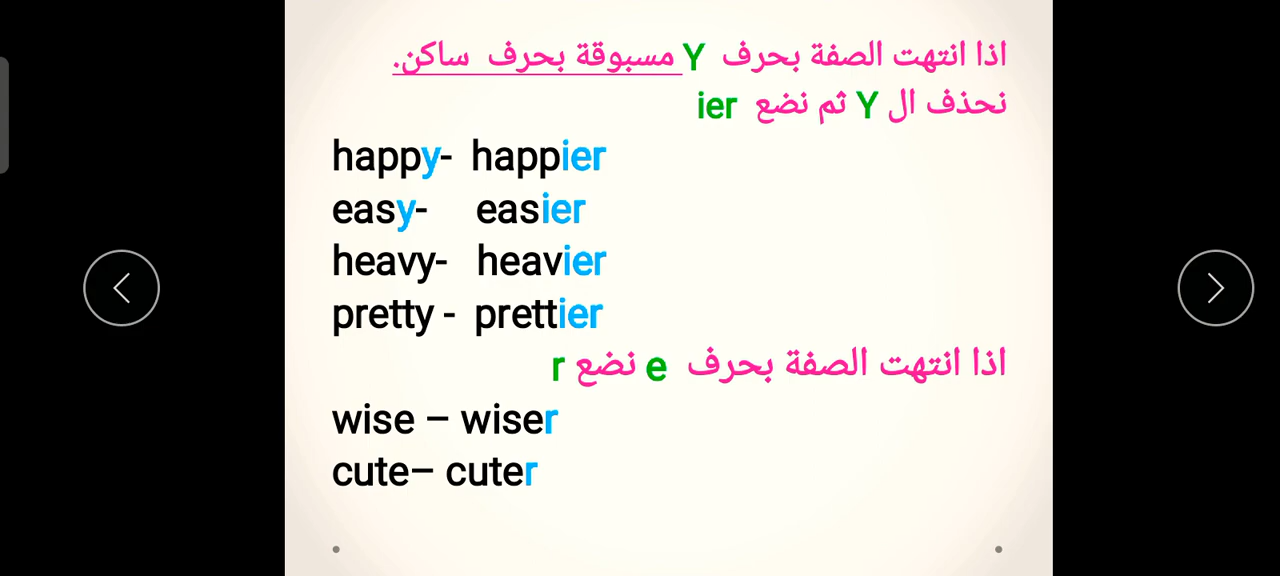 اذا انتهت الصفة بحرف Y مسبوقة بحرف ساكن.
نحذف ال Y ثم نضع ier
happy- happier
easy- easier
heavy- heavier
pretty - prettier
اذا انتهت الصفة بحرف e نضع r
wise – wiser
cute– cuter